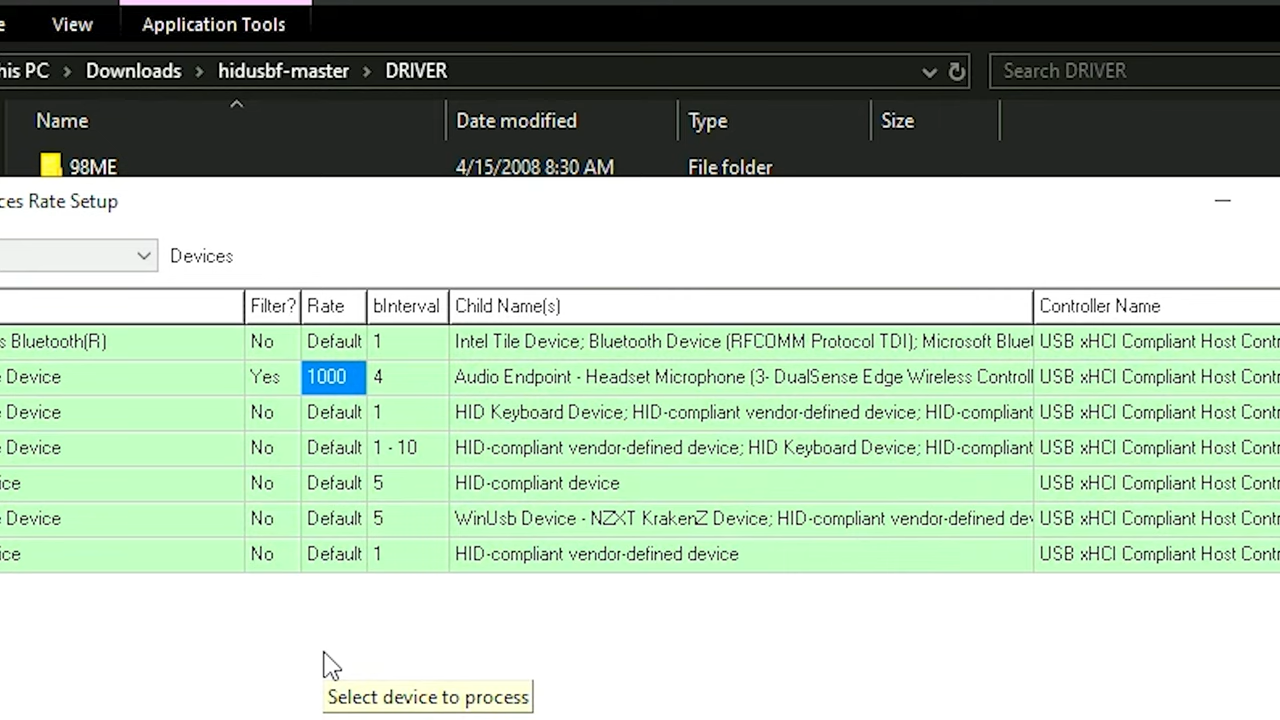 e View Application Tools
his PC > Downloads > hidusbf-master > DRIVER Search DRIVER
Name Date modified Type Size
98ME 4/15/2008 8:30 AM File folder
ces Rate Setup
Devices
Filter? Rate bInterval Child Name(s) Controller Name
s Bluetooth(R) No Default 1 Intel Tile Device; Bluetooth Device (RFCOMM Protocol TDI); Microsoft Blue USB xHCI Compliant Host Contr
e Device Yes 1000 4 Audio Endpoint - Headset Microphone (3- DualSense Edge Wireless Controll USB xHCI Compliant Host Contr
e Device No Default 1 HID Keyboard Device; HID-compliant vendor-defined device; HID-compliant USB xHCI Compliant Host Contr
e Device No Default 1 - 10 HID-compliant vendor-defined device; HID Keyboard Device; HID-compliant USB xHCI Compliant Host Contr
ice No Default 5 HID-compliant device USB xHCI Compliant Host Contr
e Device No Default 5 WinUsb Device - NZXT KrakenZ Device; HID-compliant vendor-defined de USB xHCI Compliant Host Contr
ice No Default 1 HID-compliant vendor-defined device USB xHCI Compliant Host Contr
Select device to process